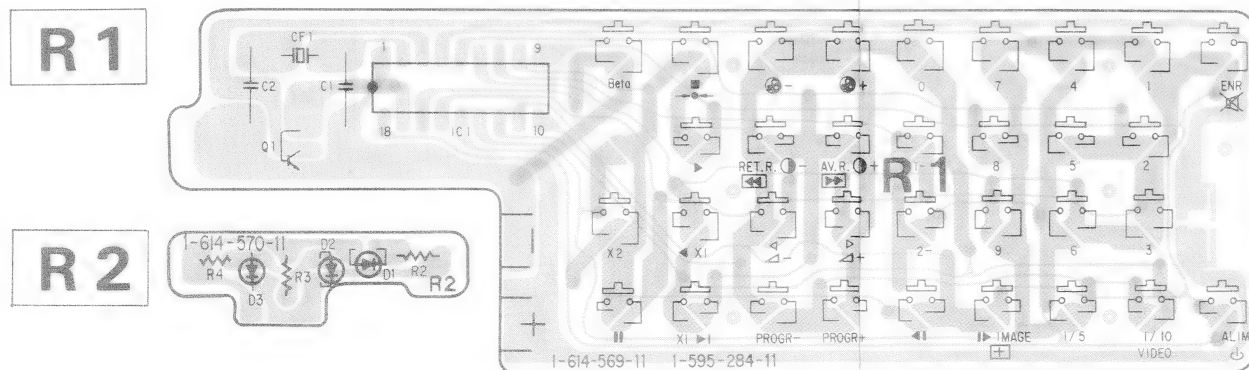 R 1
CF1
1
9
C2
C1
18
IC1
10
Q1
Beta
-
+
0
7
4
1
ENR
RET.R. -
AV.R. +
R 1
8
5
2
X2
X1
-
+
2-
9
6
3
R 2
1-614-570-11
R4
D3
R3
D2
D1
R2
R2
+
X1
PROGR-
PROGR+
IMAGE
1/5
1/10
VIDEO
ALIM
1-614-569-11
1-595-284-11